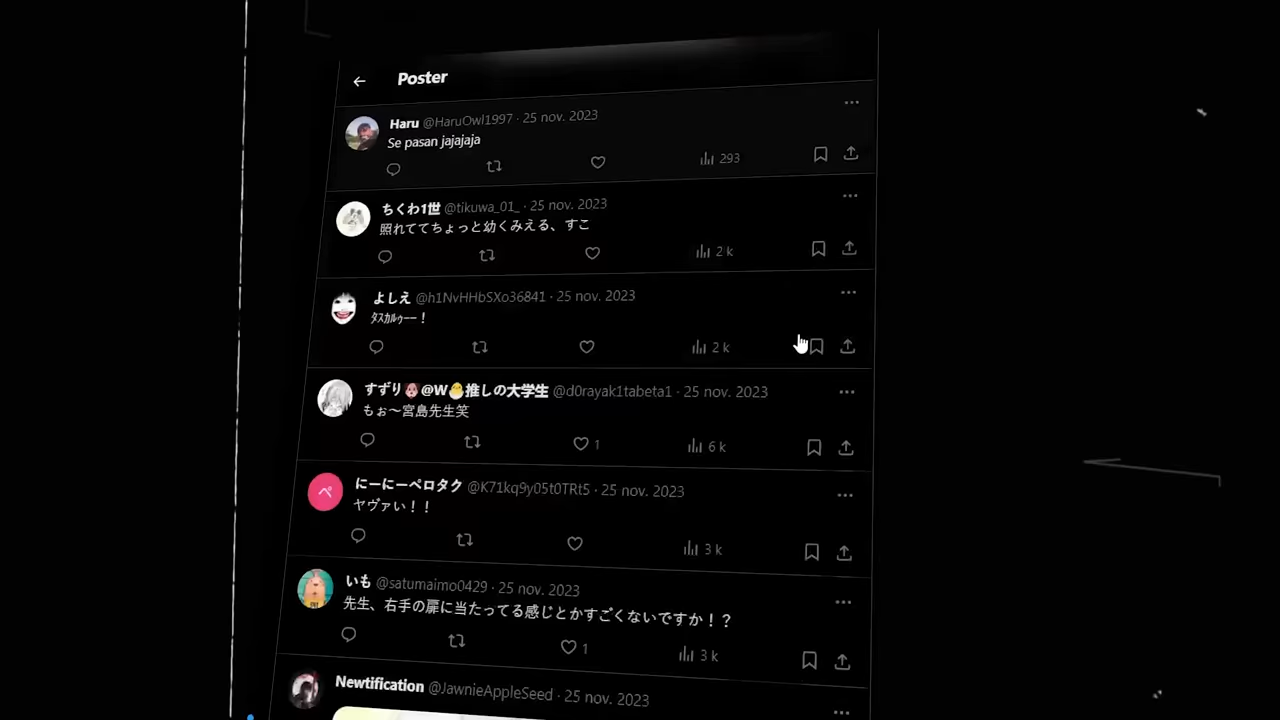 Poster
Haru @HaruOwl1997 · 25 nov. 2023
Se pasan jajajaja
293
ちくわ1世 @tikuwa_01_ · 25 nov. 2023
照れててちょっと幼くみえる、すこ
2 k
よしえ @h1NvHHbSXo36841 · 25 nov. 2023
ﾀｽｶﾙｩーー！
2 k
すずり🐶@W🐣推しの大学生 @d0rayak1tabeta1 · 25 nov. 2023
もぉ〜宮島先生笑
1 6 k
ペ
にーにーペロタク @K71kq9y05t0TRt5 · 25 nov. 2023
ヤヴァい！！
3 k
いも @satumaimo0429 · 25 nov. 2023
先生、右手の扉に当たってる感じとかすごくないですか！？
1 3 k
Newtification @JawnieAppleSeed · 25 nov. 2023